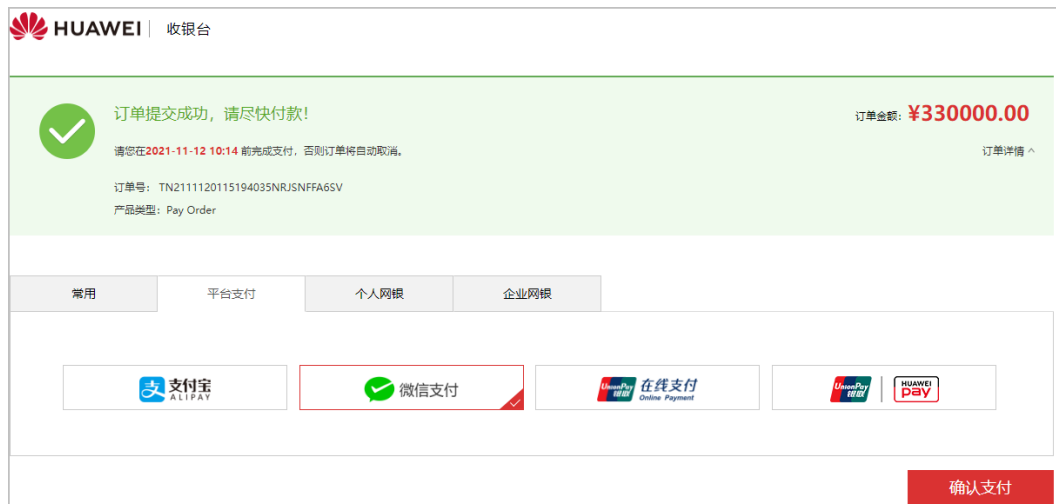 HUAWEI 收银台
订单提交成功，请尽快付款！
订单金额：¥330000.00
请您在2021-11-12 10:14 前完成支付，否则订单将自动取消。
订单详情
订单号： TN2111120115194035NRJSNFFA6SV
产品类型：Pay Order
常用 平台支付 个人网银 企业网银
支 支付宝 微信支付 UnionPay 银联 在线支付 UnionPay 银联 HUAWEI Pay
ALIPAY Online Payment
确认支付